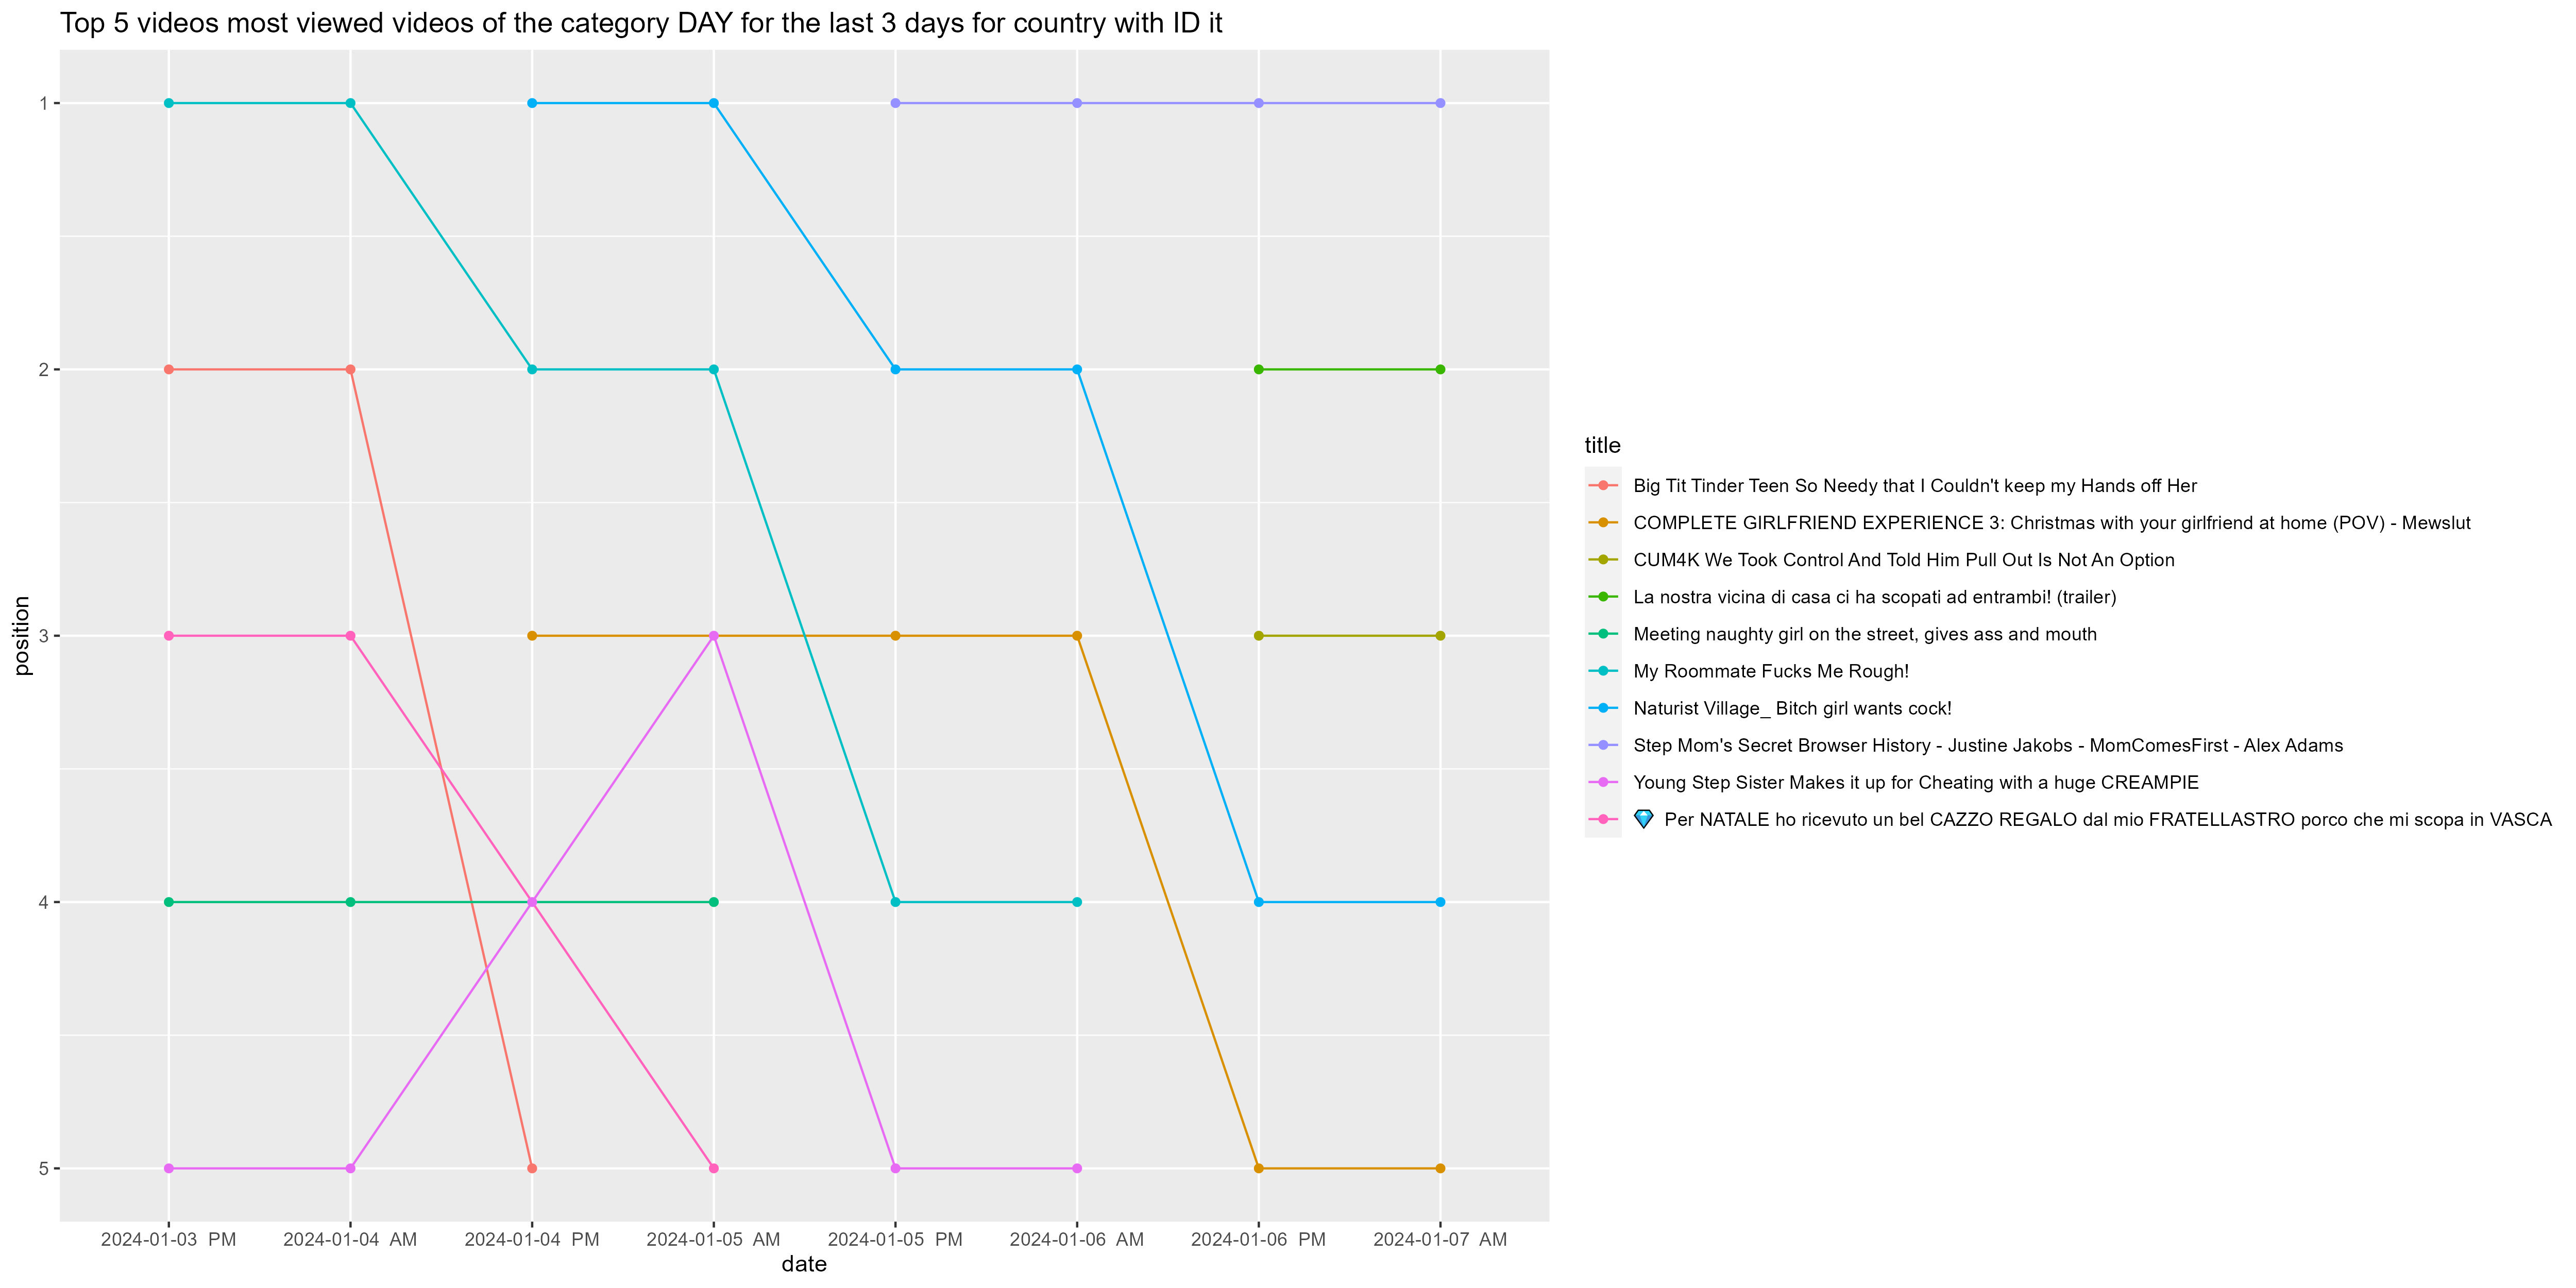 Top 5 videos most viewed videos of the category DAY for the last 3 days for country with ID it
position
1
2
3
4
5
2024-01-03 PM
2024-01-04 AM
2024-01-04 PM
2024-01-05 AM
2024-01-05 PM
2024-01-06 AM
2024-01-06 PM
2024-01-07 AM
date
title
Big Tit Tinder Teen So Needy that I Couldn't keep my Hands off Her
COMPLETE GIRLFRIEND EXPERIENCE 3: Christmas with your girlfriend at home (POV) - Mewslut
CUM4K We Took Control And Told Him Pull Out Is Not An Option
La nostra vicina di casa ci ha scopati ad entrambi! (trailer)
Meeting naughty girl on the street, gives ass and mouth
My Roommate Fucks Me Rough!
Naturist Village_ Bitch girl wants cock!
Step Mom's Secret Browser History - Justine Jakobs - MomComesFirst - Alex Adams
Young Step Sister Makes it up for Cheating with a huge CREAMPIE
💎 Per NATALE ho ricevuto un bel CAZZO REGALO dal mio FRATELLASTRO porco che mi scopa in VASCA